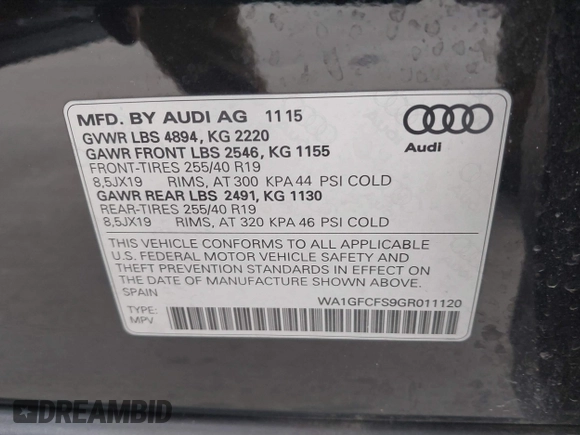 MFD. BY AUDI AG 1115
GVWR LBS 4894, KG 2220
GAWR FRONT LBS 2546, KG 1155
FRONT-TIRES 255/40 R19
8,5JX19 RIMS, AT 300 KPA 44 PSI COLD
GAWR REAR LBS 2491, KG 1130
REAR-TIRES 255/40 R19
8,5JX19 RIMS, AT 320 KPA 46 PSI COLD
Audi
THIS VEHICLE CONFORMS TO ALL APPLICABLE
U.S. FEDERAL MOTOR VEHICLE SAFETY AND
THEFT PREVENTION STANDARDS IN EFFECT ON
THE DATE OF MANUFACTURE SHOWN ABOVE.
SPAIN
WA1GFCFS9GR011120
TYPE:
MPV
DREAMBID